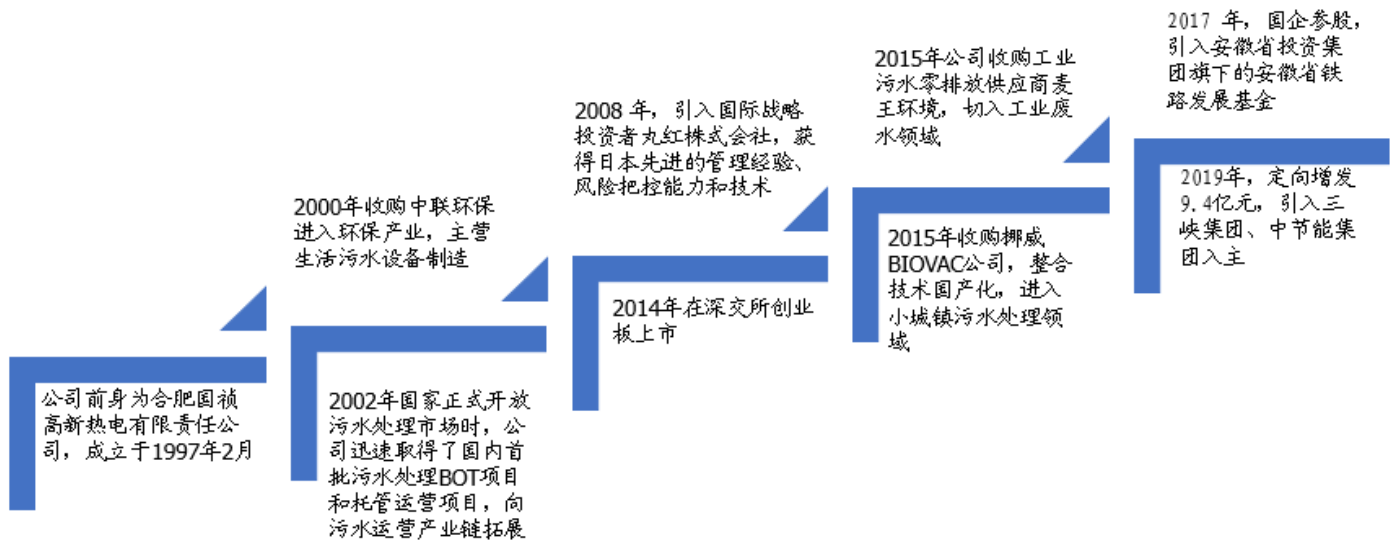 公司前身为合肥国祯
高新热电有限责任公
司，成立于1997年2月
2000年收购中联环保
进入环保产业，主营
生活污水设备制造
2002年国家正式开放
污水处理市场时，公
司迅速取得了国内首
批污水处理BOT项目
和托管运营项目，向
污水运营产业链拓展
2008 年，引入国际战略
投资者丸红株式会社，获
得日本先进的管理经验、
风险把控能力和技术
2014年在深交所创业
板上市
2015年公司收购工业
污水零排放供应商麦
王环境，切入工业废
水领域
2015年收购挪威
BIOVAC公司，整合
技术国产化，进入
小城镇污水处理领
域
2017 年，国企参股，
引入安徽省投资集
团旗下的安徽省铁
路发展基金
2019年，定向增发
9.4亿元，引入三
峡集团、中节能集
团入主